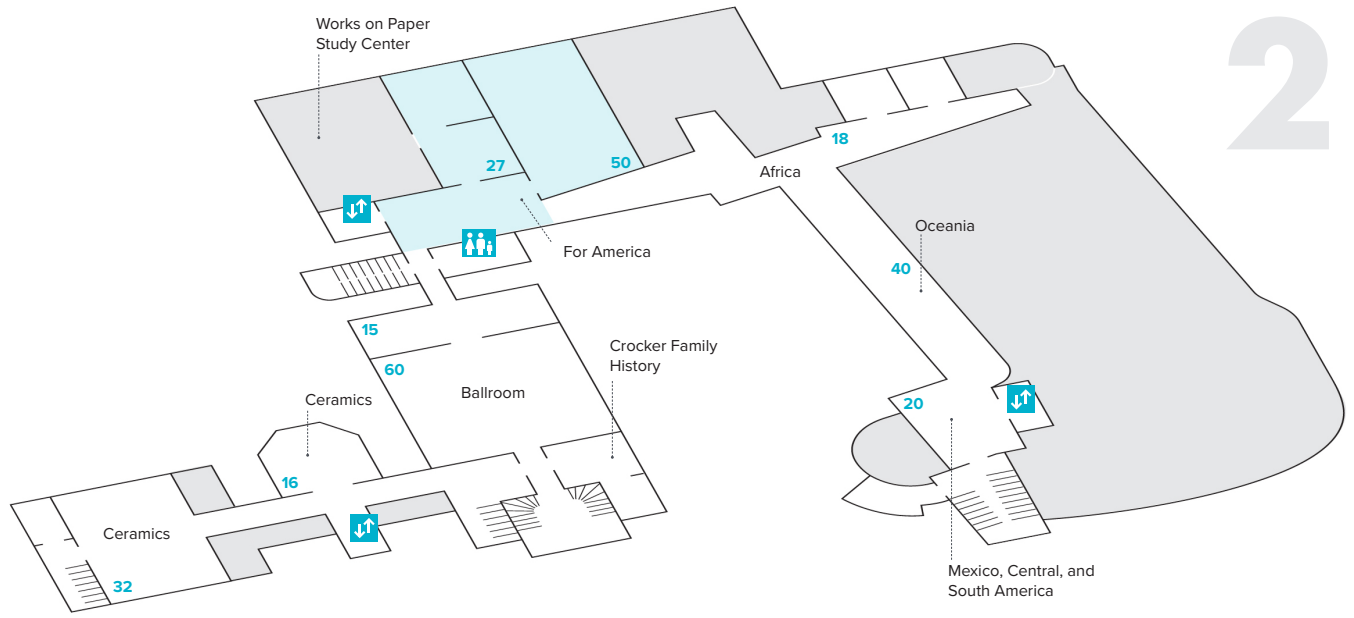 2
Works on Paper
Study Center
18
27
50
Africa
Oceania
For America
40
15
Crocker Family
History
60
Ballroom
Ceramics
20
16
Ceramics
32
Mexico, Central, and
South America